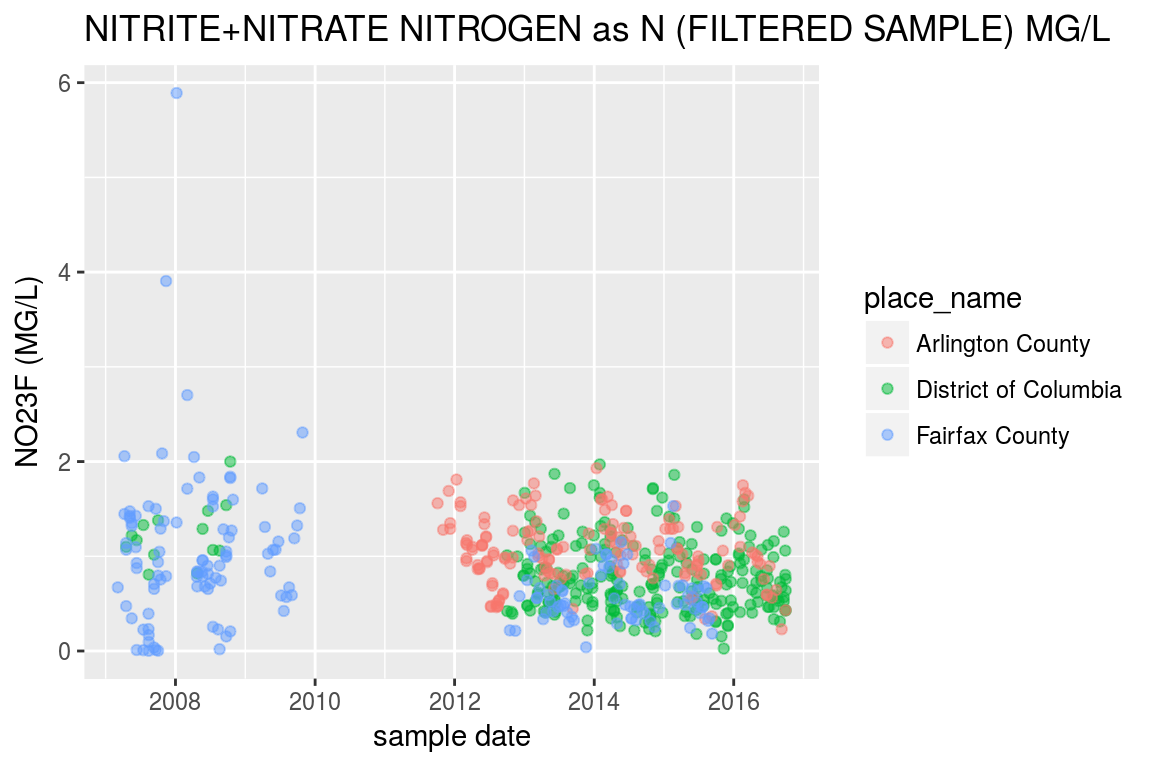 NITRITE+NITRATE NITROGEN as N (FILTERED SAMPLE) MG/L
6
4
2
0
NO23F (MG/L)
2008 2010 2012 2014 2016
sample date
place_name
Arlington County
District of Columbia
Fairfax County